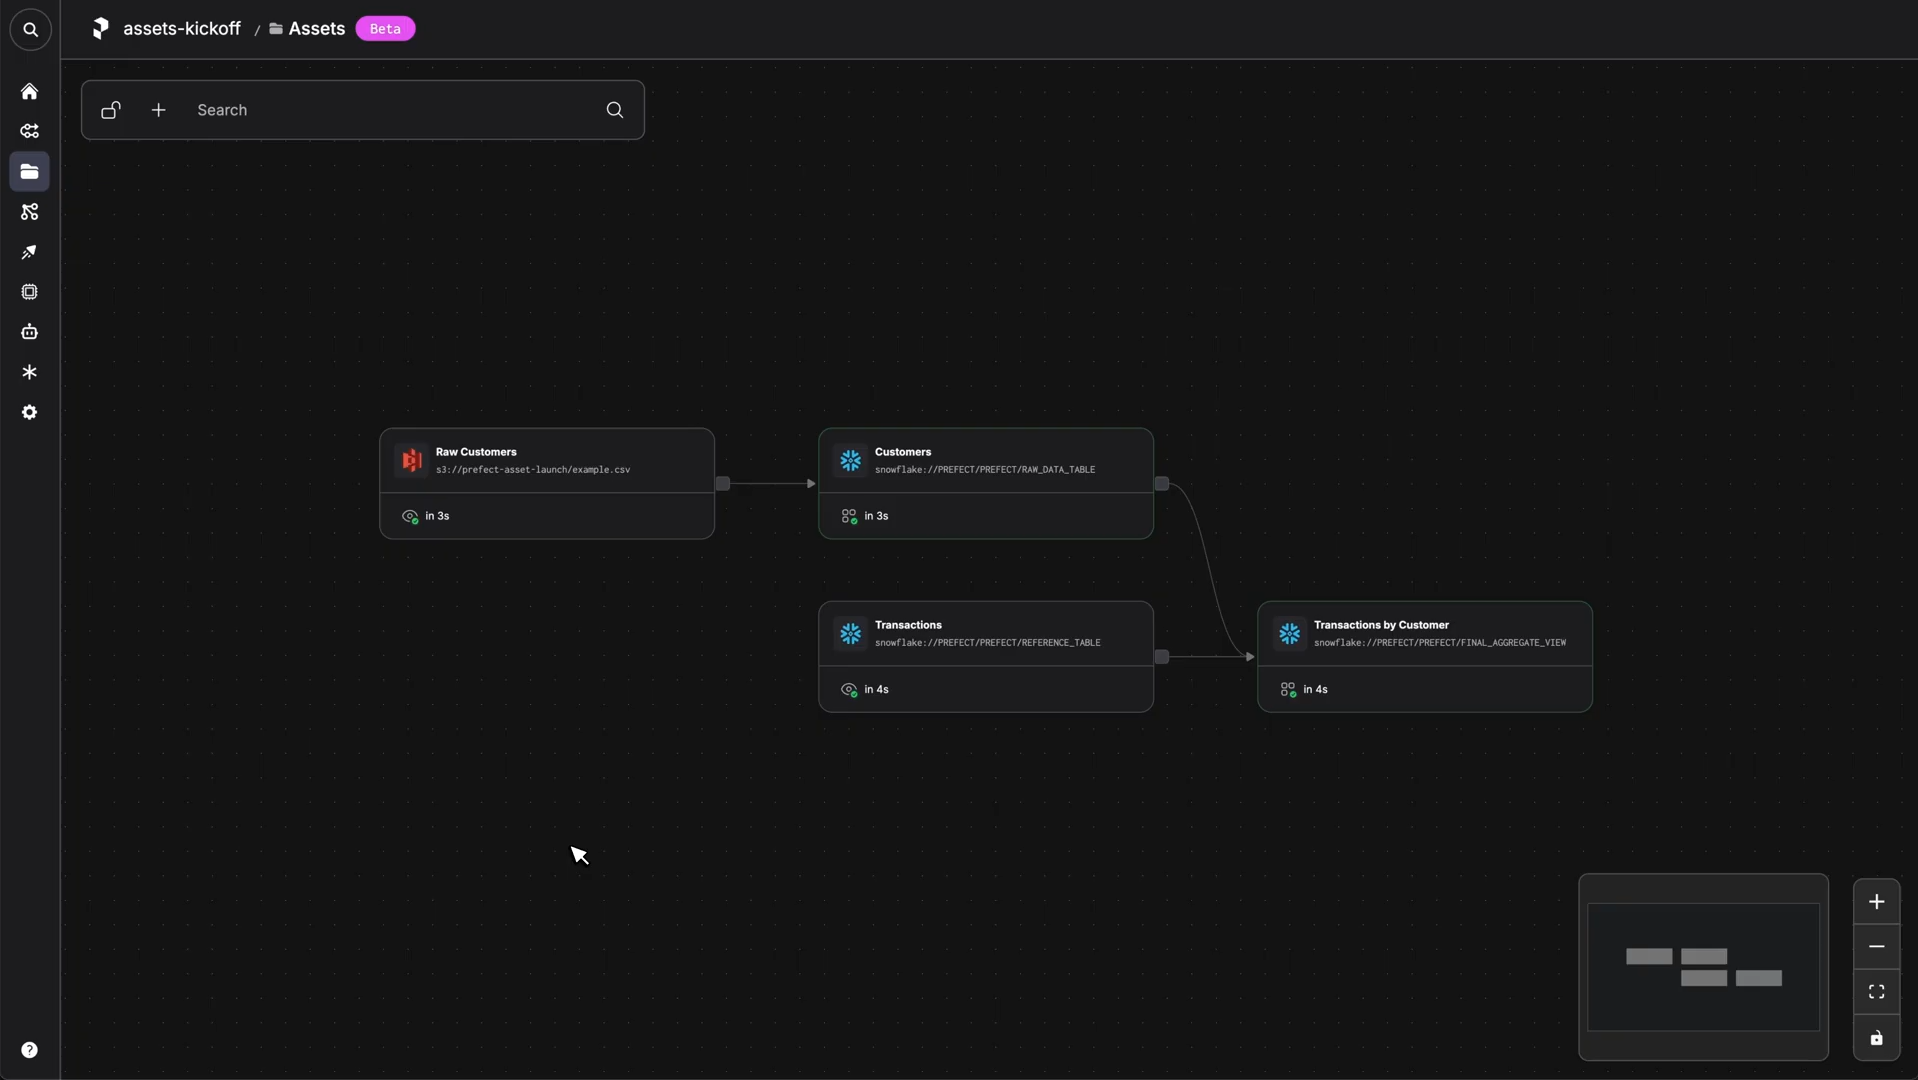 assets-kickoff / Assets Beta
Search
Raw Customers
s3://prefect-asset-launch/example.csv
in 3s
Customers
snowflake://PREFECT/PREFECT/RAW_DATA_TABLE
in 3s
Transactions
snowflake://PREFECT/PREFECT/REFERENCE_TABLE
in 4s
Transactions by Customer
snowflake://PREFECT/PREFECT/FINAL_AGGREGATE_VIEW
in 4s